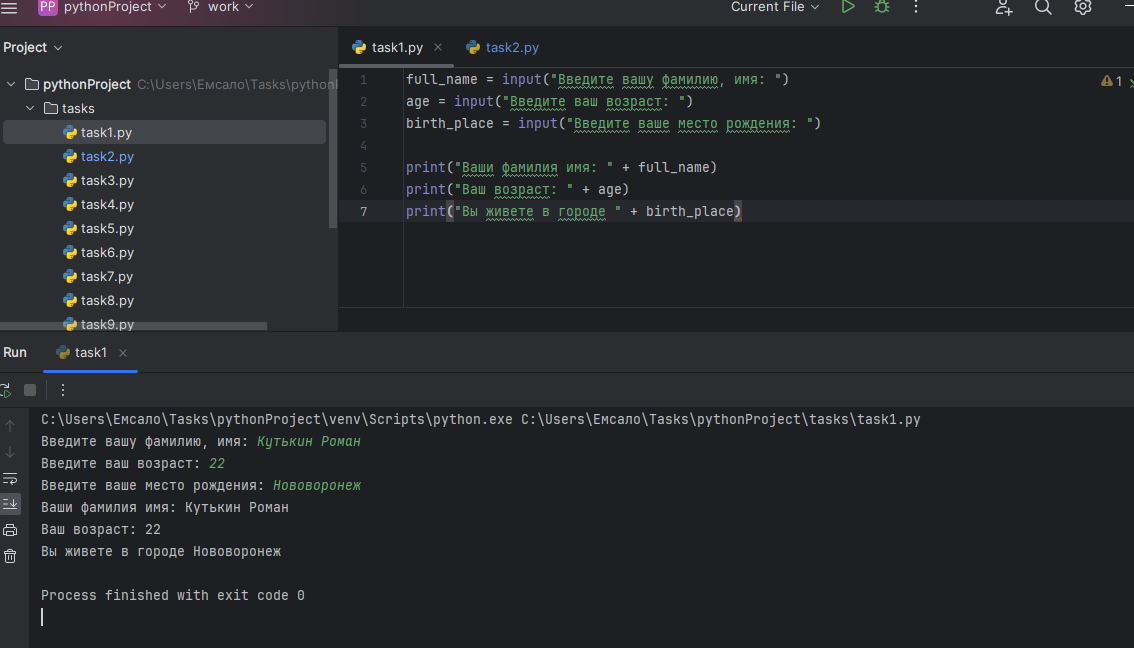 PP pythonProject work Current File
Project
task1.py task2.py
pythonProject C:\Users\Емсало\Tasks\python
tasks
task1.py
task2.py
task3.py
task4.py
task5.py
task6.py
task7.py
task8.py
task9.py
1 full_name = input("Введите вашу фамилию, имя: ")
2 age = input("Введите ваш возраст: ")
3 birth_place = input("Введите ваше место рождения: ")
4
5 print("Ваши фамилия имя: " + full_name)
6 print("Ваш возраст: " + age)
7 print("Вы живете в городе " + birth_place)
1
Run task1
C:\Users\Емсало\Tasks\pythonProject\venv\Scripts\python.exe C:\Users\Емсало\Tasks\pythonProject\tasks\task1.py
Введите вашу фамилию, имя: Кутькин Роман
Введите ваш возраст: 22
Введите ваше место рождения: Нововоронеж
Ваши фамилия имя: Кутькин Роман
Ваш возраст: 22
Вы живете в городе Нововоронеж
Process finished with exit code 0